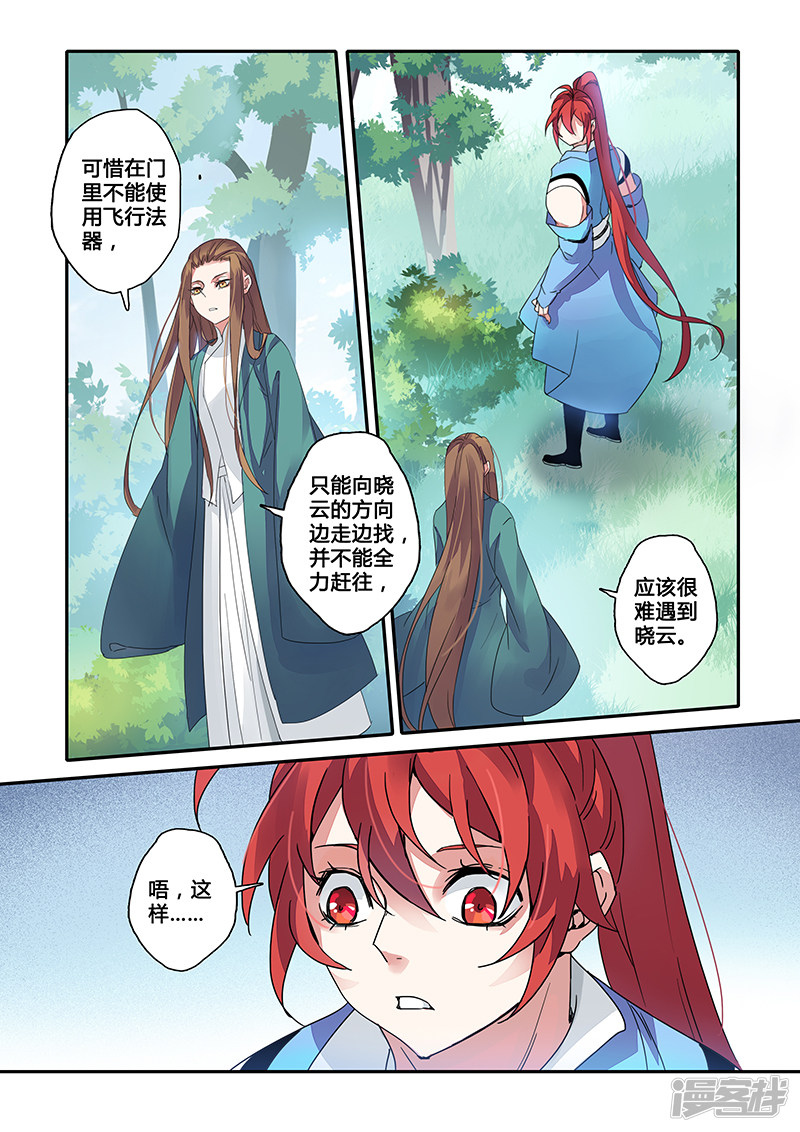 可惜在门
里不能使
用飞行法
器，
只能向晓
云的方向
边走边找，
并不能全
力赶往，
应该很
难遇到
晓云。
唔，这
样……
漫客栈